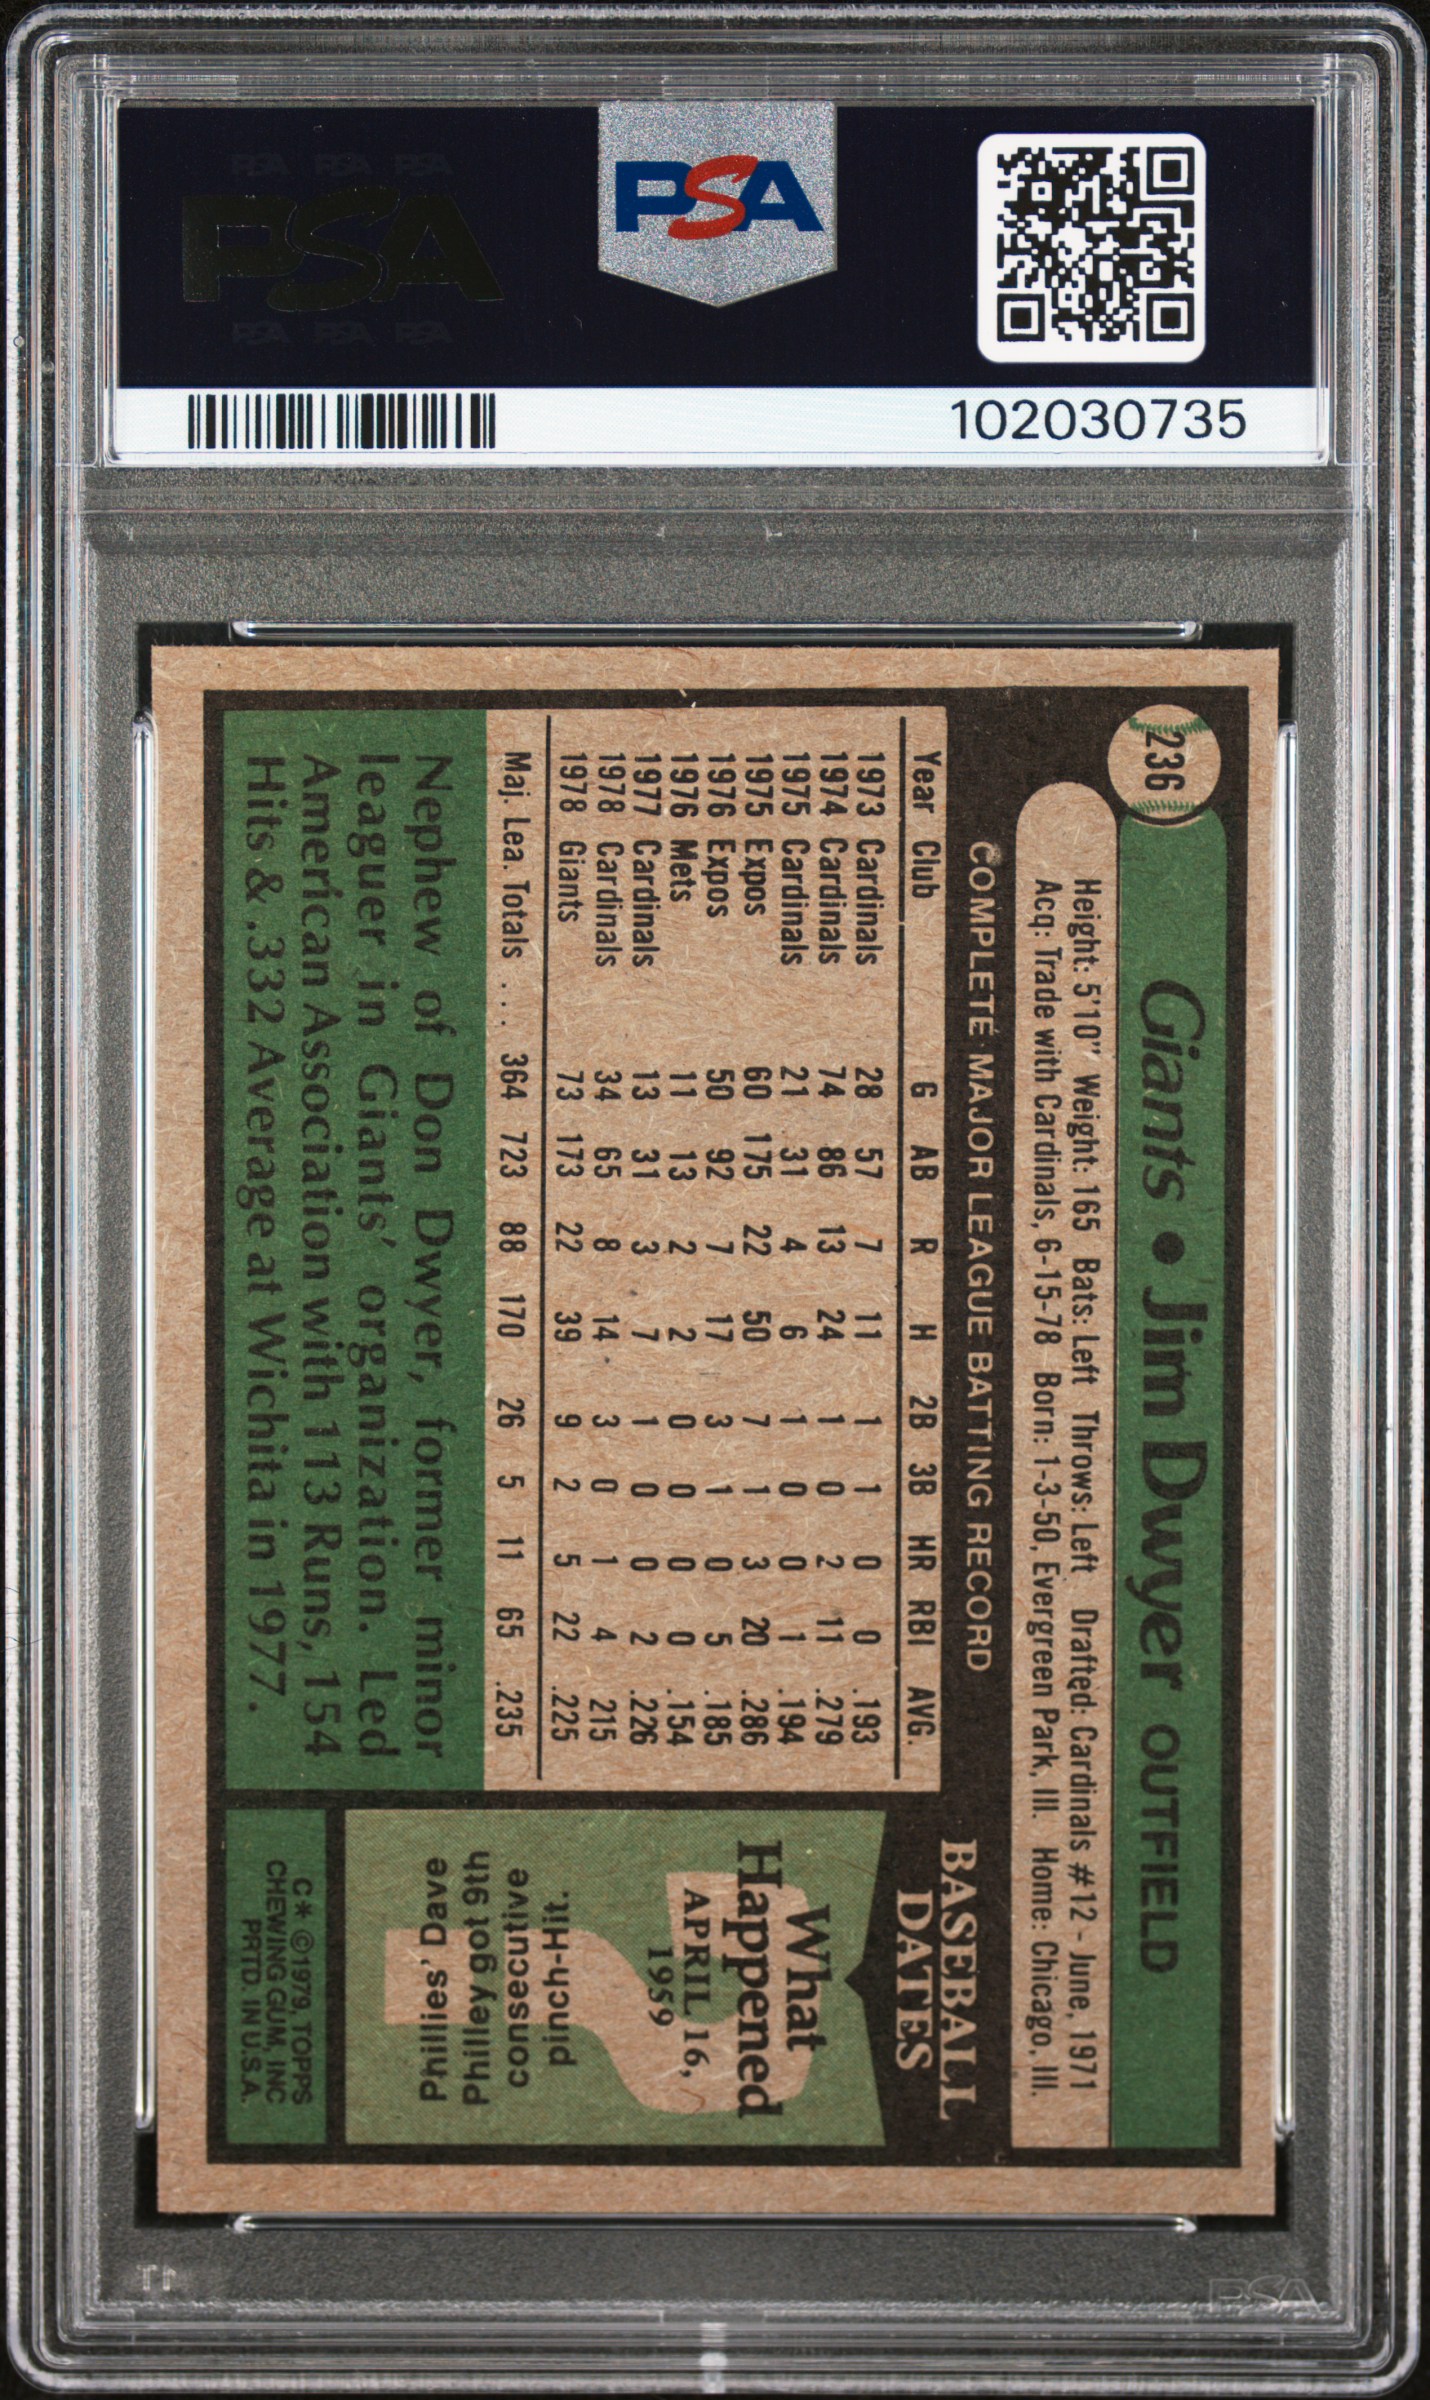 PSA PSA PSA
PSA
PSA PSA PSA
PSA
102030735
236
Giants • Jim Dwyer OUTFIELD
Height: 5'10" Weight: 165 Bats: Left Throws: Left Drafted: Cardinals #12 - June, 1971
Acq: Trade with Cardinals, 6-15-78 Born: 1-3-50, Evergreen Park, Ill. Home: Chicago, Ill.
COMPLETE MAJOR LEAGUE BATTING RECORD
Year Club G AB R H 2B 3B HR RBI AVG.
1973 Cardinals 28 57 7 11 1 1 0 0 .193
1974 Cardinals 74 86 13 24 1 0 2 11 .279
1975 Cardinals 21 31 4 6 1 0 0 1 .194
1975 Expos 60 175 22 50 7 1 3 20 .286
1976 Expos 50 92 7 17 3 1 0 5 .185
1976 Mets 11 13 2 2 0 0 0 0 .154
1977 Cardinals 13 31 3 7 1 0 0 2 .226
1978 Cardinals 34 65 8 14 3 0 1 4 .215
1978 Giants 73 173 22 39 9 2 5 22 .225
Maj. Lea. Totals ... 364 723 88 170 26 5 11 65 .235
Nephew of Don Dwyer, former minor
leaguer in Giants' organization. Led
American Association with 113 Runs, 154
Hits & .332 Average at Wichita in 1977.
BASEBALL
DATES
What
Happened
APRIL 16,
1959
pinch-Hit.
consecutive
Philley got 9th
Phillies' Dave
C* ©1979, TOPPS
CHEWING GUM, INC
PRTD. IN U.S.A.
PSA